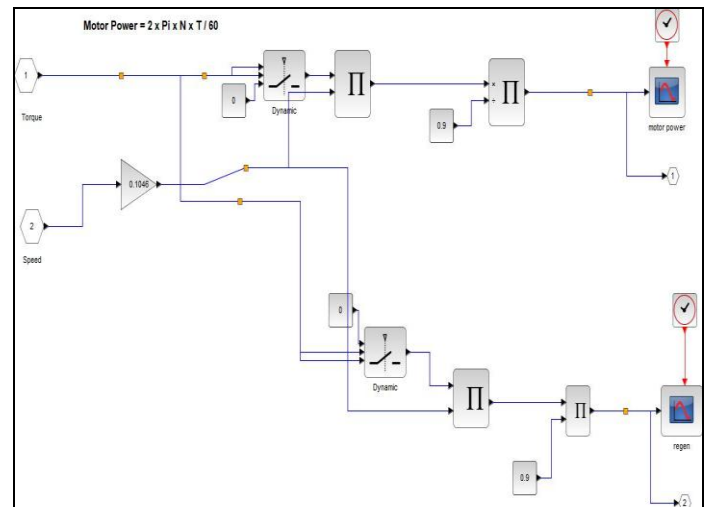 Motor Power = 2 x Pi x N x T / 60
1
Torque
0
Dynamic
∏
×
÷
∏
0.9
motor power
1
0.1046
2
Speed
0
Dynamic
∏
∏
0.9
regen
2